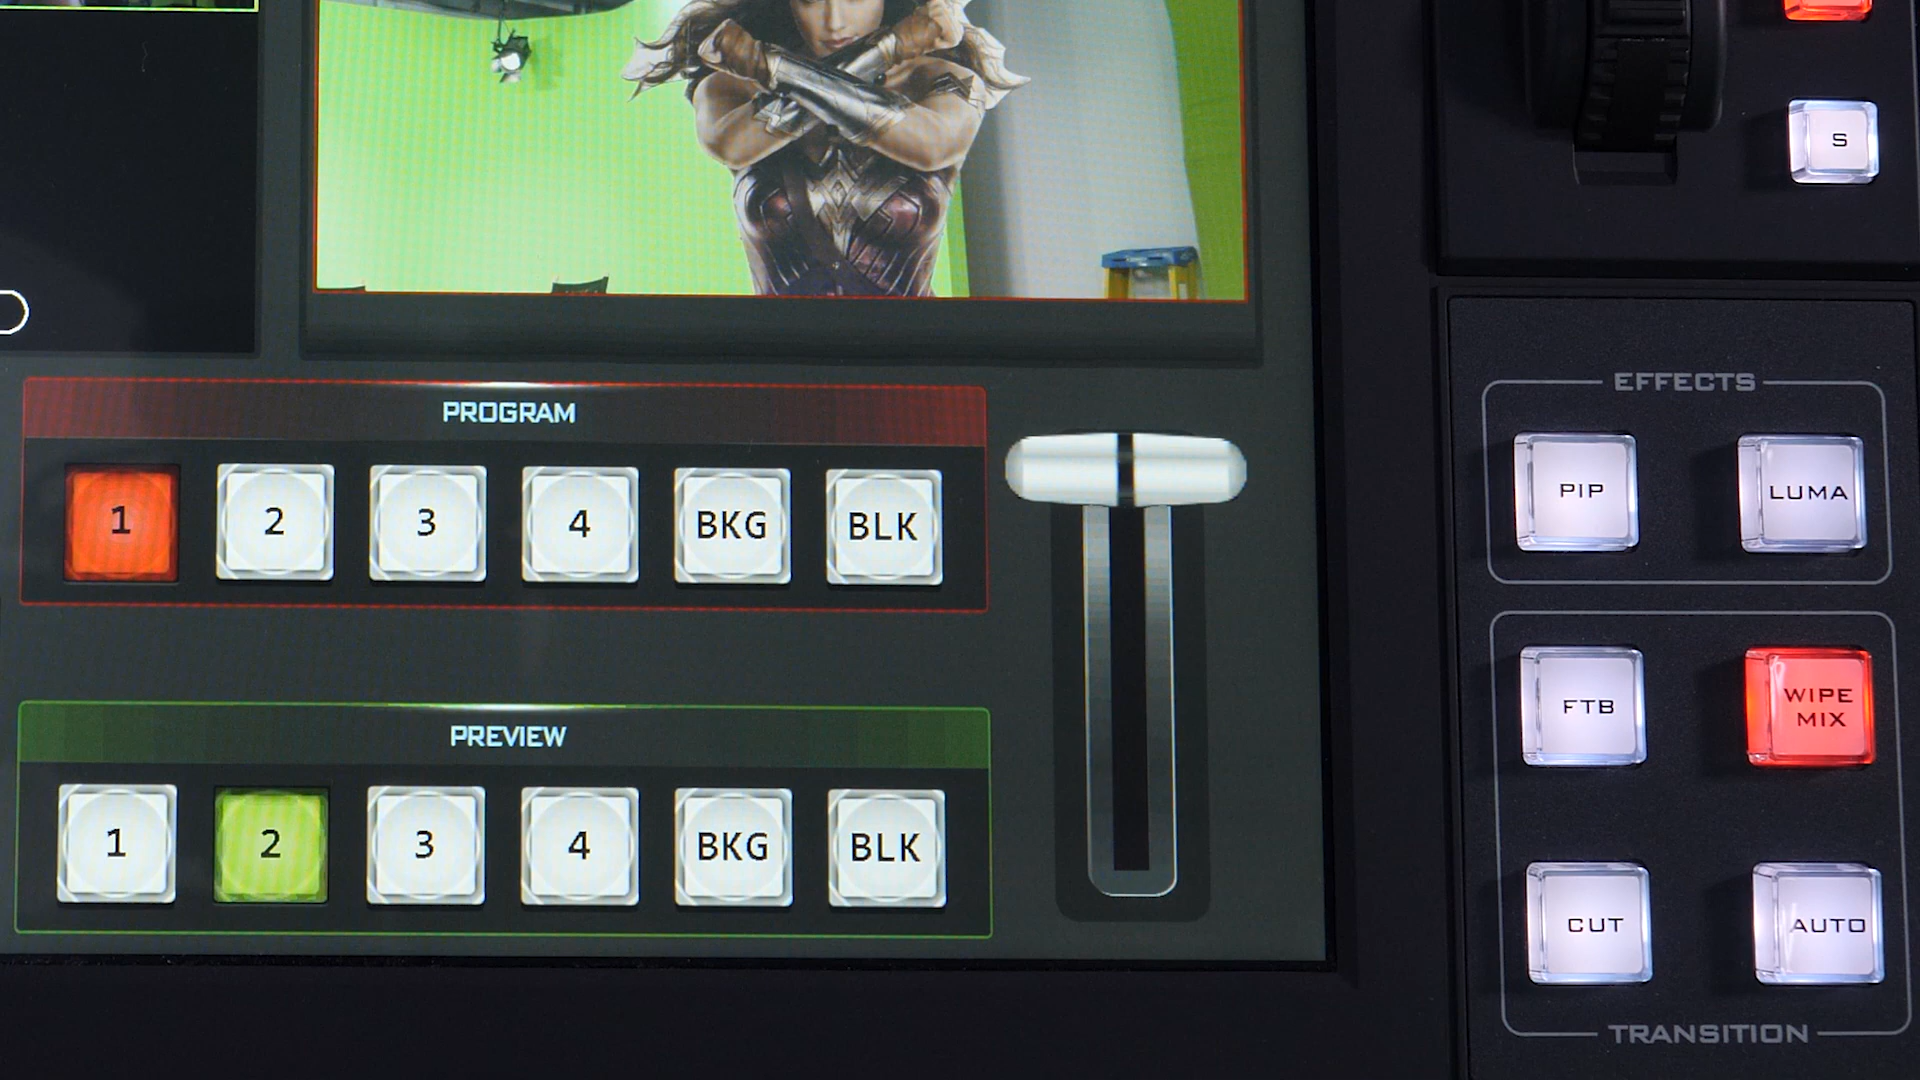 S
EFFECTS
PIP LUMA
PROGRAM
1 2 3 4 BKG BLK
FTB WIPE MIX
PREVIEW
1 2 3 4 BKG BLK
CUT AUTO
TRANSITION